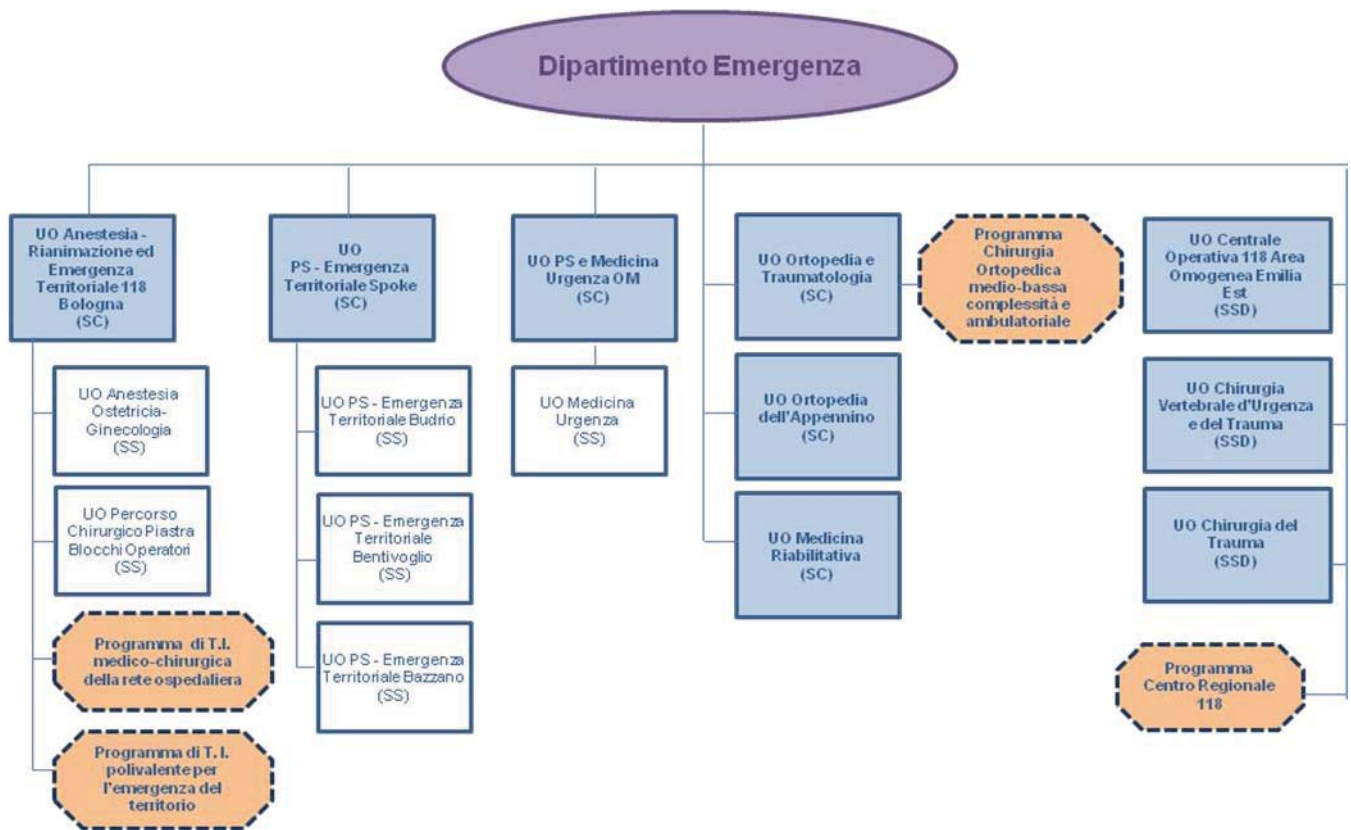 Dipartimento Emergenza
UO Anestesia -
Rianimazione ed
Emergenza
Territoriale 118
Bologna
(SC)
UO Anestesia
Ostetricia-
Ginecologia
(SS)
UO Percorso
Chirurgico Piastra
Blocchi Operatori
(SS)
Programma di T.I.
medico-chirurgica
della rete ospedaliera
Programma di T. I.
polivalente per
l'emergenza del
territorio
UO
PS - Emergenza
Territoriale Spoke
(SC)
UO PS - Emergenza
Territoriale Budrio
(SS)
UO PS - Emergenza
Territoriale
Bentivoglio
(SS)
UO PS - Emergenza
Territoriale Bazzano
(SS)
UO PS e Medicina
Urgenza OM
(SC)
UO Medicina
Urgenza
(SS)
UO Ortopedia e
Traumatologia
(SC)
Programma
Chirurgia
Ortopedica
medio-bassa
complessità e
ambulatoriale
UO Ortopedia
dell'Appennino
(SC)
UO Medicina
Riabilitativa
(SC)
UO Centrale
Operativa 118 Area
Omogenea Emilia
Est
(SSD)
UO Chirurgia
Vertebrale d'Urgenza
e del Trauma
(SSD)
UO Chirurgia del
Trauma
(SSD)
Programma
Centro Regionale
118